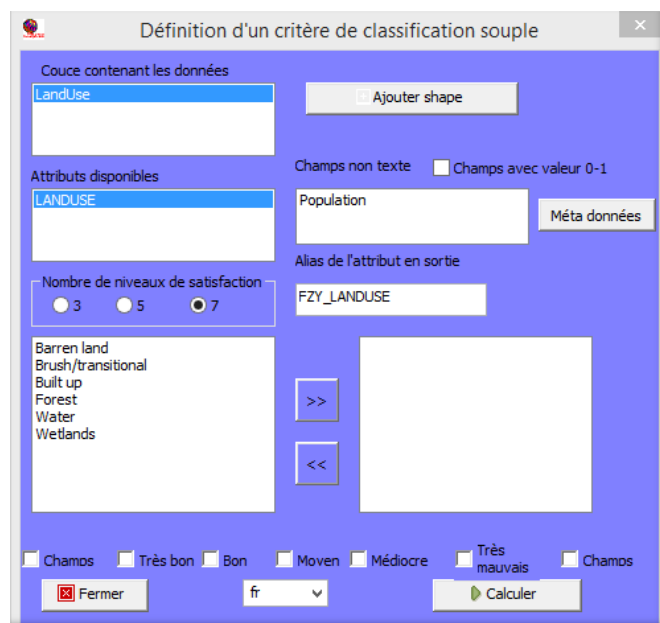 Définition d'un critère de classification souple
Couce contenant les données
LandUse
Ajouter shape
Attributs disponibles
LANDUSE
Champs non texte
Champs avec valeur 0-1
Population
Méta données
Alias de l'attribut en sortie
FZY_LANDUSE
Nombre de niveaux de satisfaction
3 5 7
Barren land
Brush/transitional
Built up
Forest
Water
Wetlands
>>
<<
Champs Très bon Bon Moyen Médiocre Très mauvais Champs
Fermer
fr
Calculer